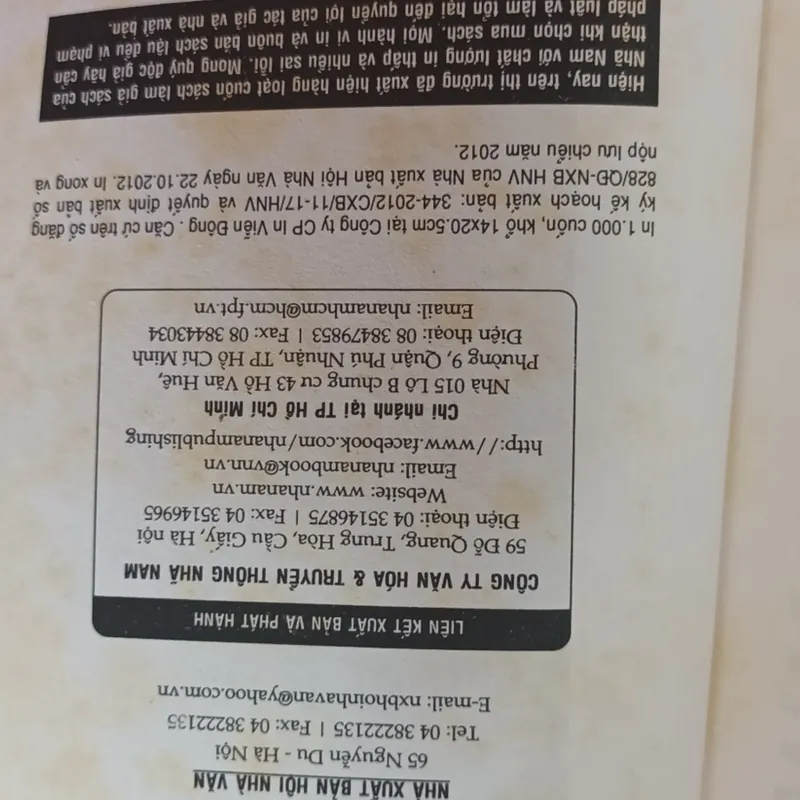 NHÀ XUẤT BẢN HỘI NHÀ VĂN
65 Nguyễn Du - Hà Nội
Tel: 04 38222135 | Fax: 04 38222135
E-mail: nxbhoinhavan@yahoo.com.vn
LIÊN KẾT XUẤT BẢN VÀ PHÁT HÀNH
CÔNG TY VĂN HÓA & TRUYỀN THÔNG NHÃ NAM
59 Đỗ Quang, Trung Hòa, Cầu Giấy, Hà nội
Điện thoại: 04 35146875 | Fax: 04 35146965
Website: www.nhanam.vn
Email: nhanambook@vnn.vn
http://www.facebook.com/nhanampublishing
Chi nhánh tại TP Hồ Chí Minh
Nhà 015 Lô B chung cư 43 Hồ Văn Huê,
Phường 9, Quận Phú Nhuận, TP Hồ Chí Minh
Điện thoại: 08 38479853 | Fax: 08 38443034
Email: nhanamhcm@hcm.fpt.vn
In 1.000 cuốn, khổ 14x20.5cm tại Công ty CP In Viễn Đông . Căn cứ trên số đăng
ký kế hoạch xuất bản: 344-2012/CXB/11-17/HNV và quyết định xuất bản số
828/QĐ-NXB HNV của Nhà xuất bản Hội Nhà Văn ngày 22.10.2012. In xong và
nộp lưu chiểu năm 2012.
Hiện nay, trên thị trường đã xuất hiện hàng loạt cuốn sách làm giả sách của
Nhã Nam với chất lượng in thấp và nhiều sai lỗi. Mong quý độc giả hãy cẩn
thận khi chọn mua sách. Mọi hành vi in và buôn bán sách lậu đều vi phạm
pháp luật và làm tổn hại đến quyền lợi của tác giả và nhà xuất bản.